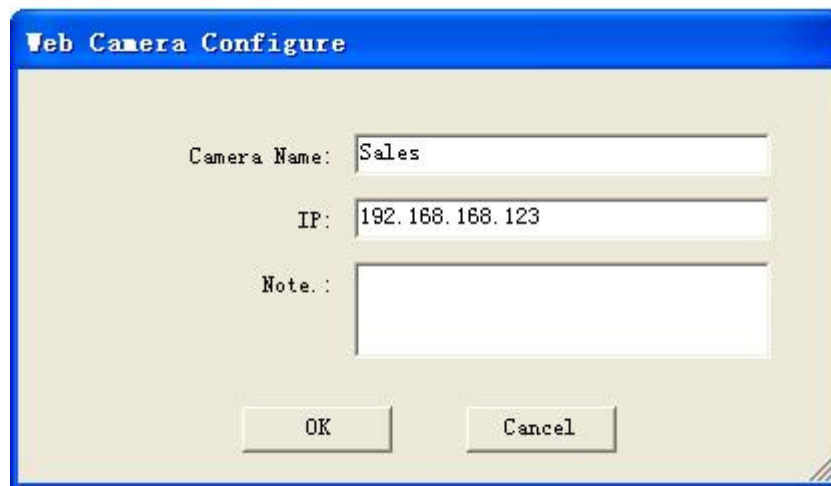 Web Camera Configure
Camera Name: Sales
IP: 192.168.168.123
Note.:
OK Cancel